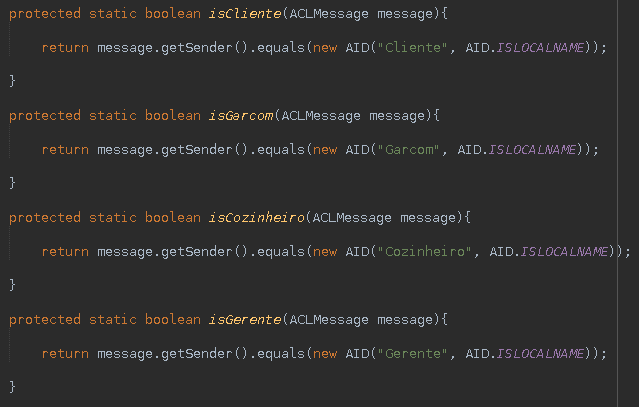 protected static boolean isCliente(ACLMessage message){
return message.getSender().equals(new AID("Cliente", AID.ISLOCALNAME));
}
protected static boolean isGarcom(ACLMessage message){
return message.getSender().equals(new AID("Garcom", AID.ISLOCALNAME));
}
protected static boolean isCozinheiro(ACLMessage message){
return message.getSender().equals(new AID("Cozinheiro", AID.ISLOCALNAME));
}
protected static boolean isGerente(ACLMessage message){
return message.getSender().equals(new AID("Gerente", AID.ISLOCALNAME));
}